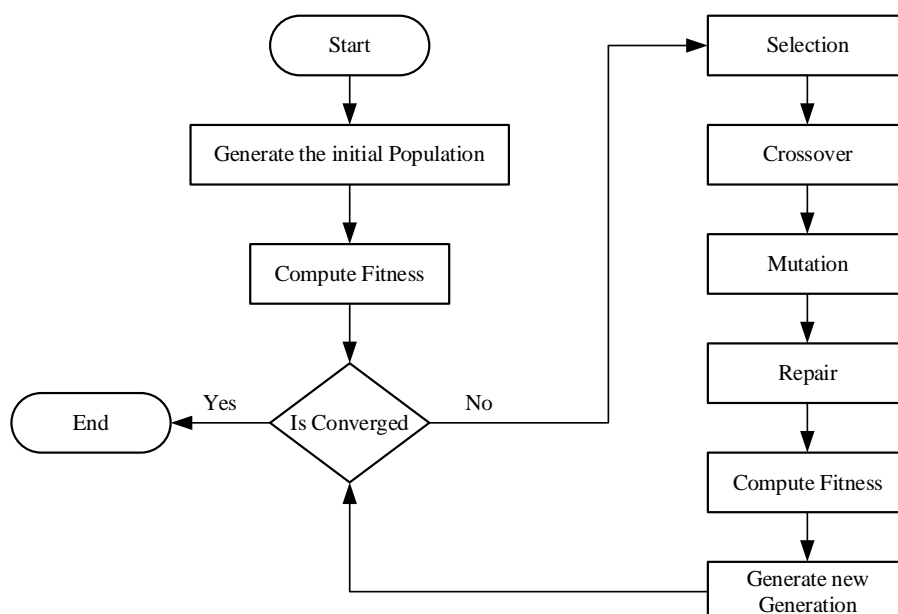 Start
Generate the initial Population
Compute Fitness
Is Converged
Yes
End
No
Selection
Crossover
Mutation
Repair
Compute Fitness
Generate new
Generation